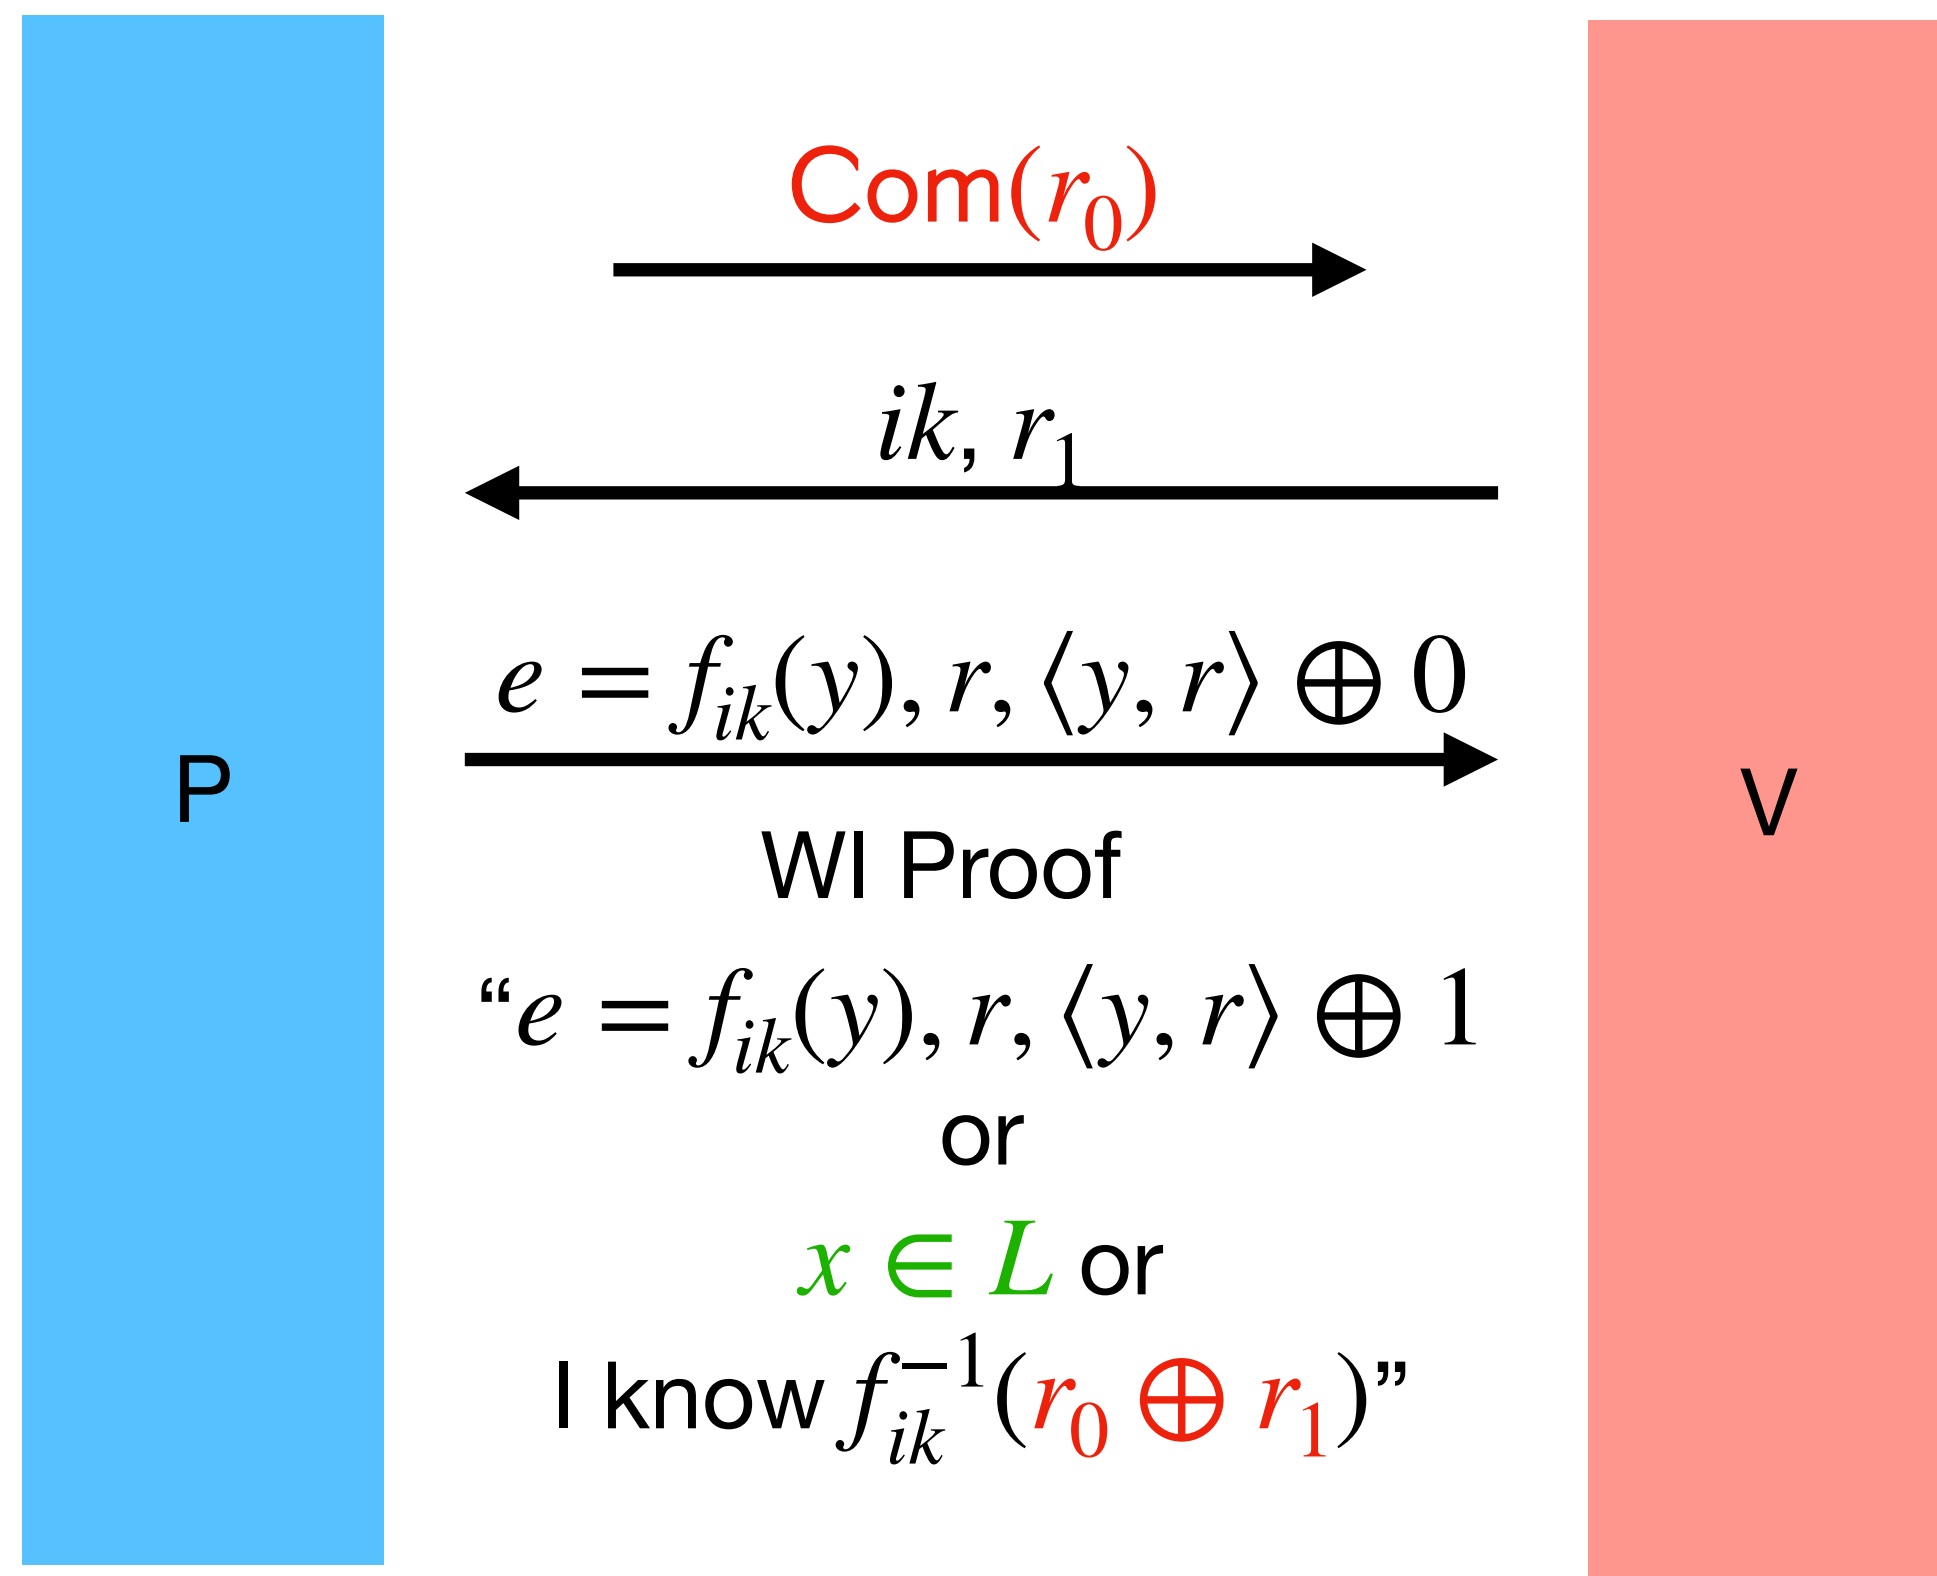 Com(r₀)
ik, r₁
e = f_ik(y), r, ⟨y, r⟩ ⊕ 0
P
V
WI Proof
“e = f_ik(y), r, ⟨y, r⟩ ⊕ 1
or
x ∈ L or
I know f_ik⁻¹(r₀ ⊕ r₁)”